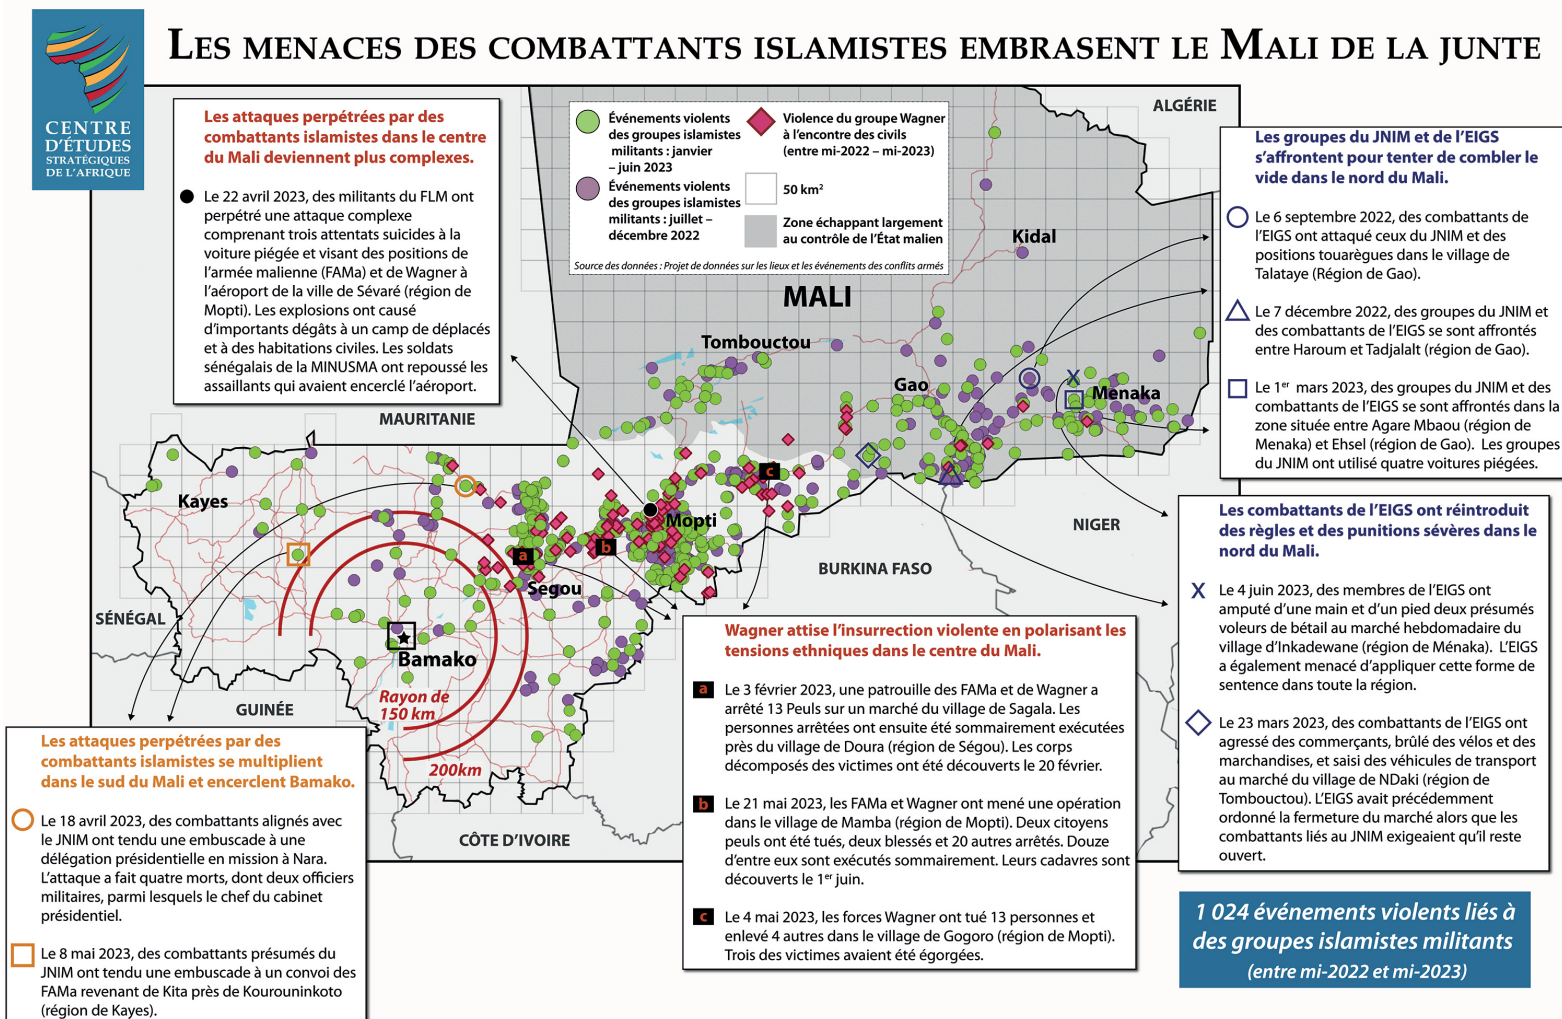 LES MENACES DES COMBATTANTS ISLAMISTES EMBRASENT LE MALI DE LA JUNTE
CENTRE
D'ÉTUDES
STRATÉGIQUES
DE L'AFRIQUE
Les attaques perpétrées par des
combattants islamistes dans le centre
du Mali deviennent plus complexes.
Le 22 avril 2023, des militants du FLM ont
perpétré une attaque complexe
comprenant trois attentats suicides à la
voiture piégée et visant des positions de
l'armée malienne (FAMa) et de Wagner à
l'aéroport de la ville de Sévaré (région de
Mopti). Les explosions ont causé
d'importants dégâts à un camp de déplacés
et à des habitations civiles. Les soldats
sénégalais de la MINUSMA ont repoussé les
assaillants qui avaient encerclé l'aéroport.
Événements violents
des groupes islamistes
militants : janvier
– juin 2023
Événements violents
des groupes islamistes
militants : juillet –
décembre 2022
Violence du groupe Wagner
à l'encontre des civils
(entre mi-2022 – mi-2023)
50 km²
Zone échappant largement
au contrôle de l'État malien
Source des données : Projet de données sur les lieux et les événements des conflits armés
ALGÉRIE
Kidal
MALI
Tombouctou
Gao
Menaka
MAURITANIE
Kayes
Mopti
NIGER
BURKINA FASO
Segou
SÉNÉGAL
Bamako
Rayon de
150 km
200km
GUINÉE
CÔTE D'IVOIRE
a
b
c
Les groupes du JNIM et de l'EIGS
s'affrontent pour tenter de combler le
vide dans le nord du Mali.
Le 6 septembre 2022, des combattants de
l'EIGS ont attaqué ceux du JNIM et des
positions touarègues dans le village de
Talataye (Région de Gao).
Le 7 décembre 2022, des groupes du JNIM et
des combattants de l'EIGS se sont affrontés
entre Haroum et Tadjalalt (région de Gao).
Le 1er mars 2023, des groupes du JNIM et des
combattants de l'EIGS se sont affrontés dans la
zone située entre Agare Mbaou (région de
Menaka) et Ehsel (région de Gao). Les groupes
du JNIM ont utilisé quatre voitures piégées.
Les combattants de l'EIGS ont réintroduit
des règles et des punitions sévères dans le
nord du Mali.
X
Le 4 juin 2023, des membres de l'EIGS ont
amputé d'une main et d'un pied deux présumés
voleurs de bétail au marché hebdomadaire du
village d'Inkadewane (région de Ménaka). L'EIGS
a également menacé d'appliquer cette forme de
sentence dans toute la région.
Le 23 mars 2023, des combattants de l'EIGS ont
agressé des commerçants, brûlé des vélos et des
marchandises, et saisi des véhicules de transport
au marché du village de NDaki (région de
Tombouctou). L'EIGS avait précédemment
ordonné la fermeture du marché alors que les
combattants liés au JNIM exigeaient qu'il reste
ouvert.
Wagner attise l'insurrection violente en polarisant les
tensions ethniques dans le centre du Mali.
a
Le 3 février 2023, une patrouille des FAMa et de Wagner a
arrêté 13 Peuls sur un marché du village de Sagala. Les
personnes arrêtées ont ensuite été sommairement exécutées
près du village de Doura (région de Ségou). Les corps
décomposés des victimes ont été découverts le 20 février.
b
Le 21 mai 2023, les FAMa et Wagner ont mené une opération
dans le village de Mamba (région de Mopti). Deux citoyens
peuls ont été tués, deux blessés et 20 autres arrêtés. Douze
d'entre eux sont exécutés sommairement. Leurs cadavres sont
découverts le 1er juin.
c
Le 4 mai 2023, les forces Wagner ont tué 13 personnes et
enlevé 4 autres dans le village de Gogoro (région de Mopti).
Trois des victimes avaient été égorgées.
Les attaques perpétrées par des
combattants islamistes se multiplient
dans le sud du Mali et encerclent Bamako.
Le 18 avril 2023, des combattants alignés avec
le JNIM ont tendu une embuscade à une
délégation présidentielle en mission à Nara.
L'attaque a fait quatre morts, dont deux officiers
militaires, parmi lesquels le chef du cabinet
présidentiel.
Le 8 mai 2023, des combattants présumés du
JNIM ont tendu une embuscade à un convoi des
FAMa revenant de Kita près de Kourouninkoto
(région de Kayes).
1 024 événements violents liés à
des groupes islamistes militants
(entre mi-2022 et mi-2023)